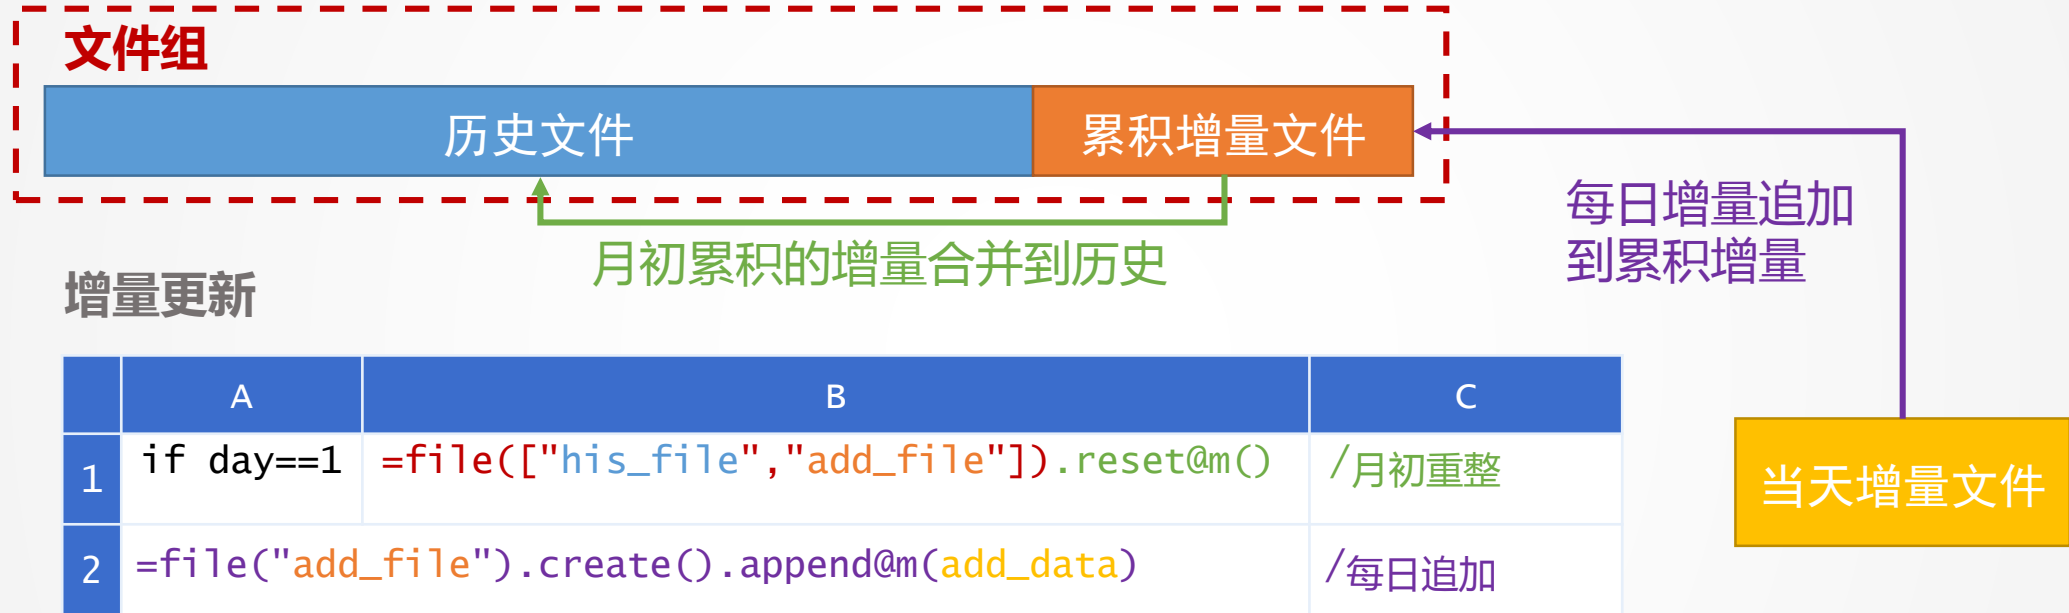 文件组
历史文件
累积增量文件
每日增量追加
到累积增量
月初累积的增量合并到历史
增量更新
A B C
1 if day==1 =file(["his_file","add_file"]).reset@m() /月初重整
当天增量文件
2 =file("add_file").create().append@m(add_data) /每日追加